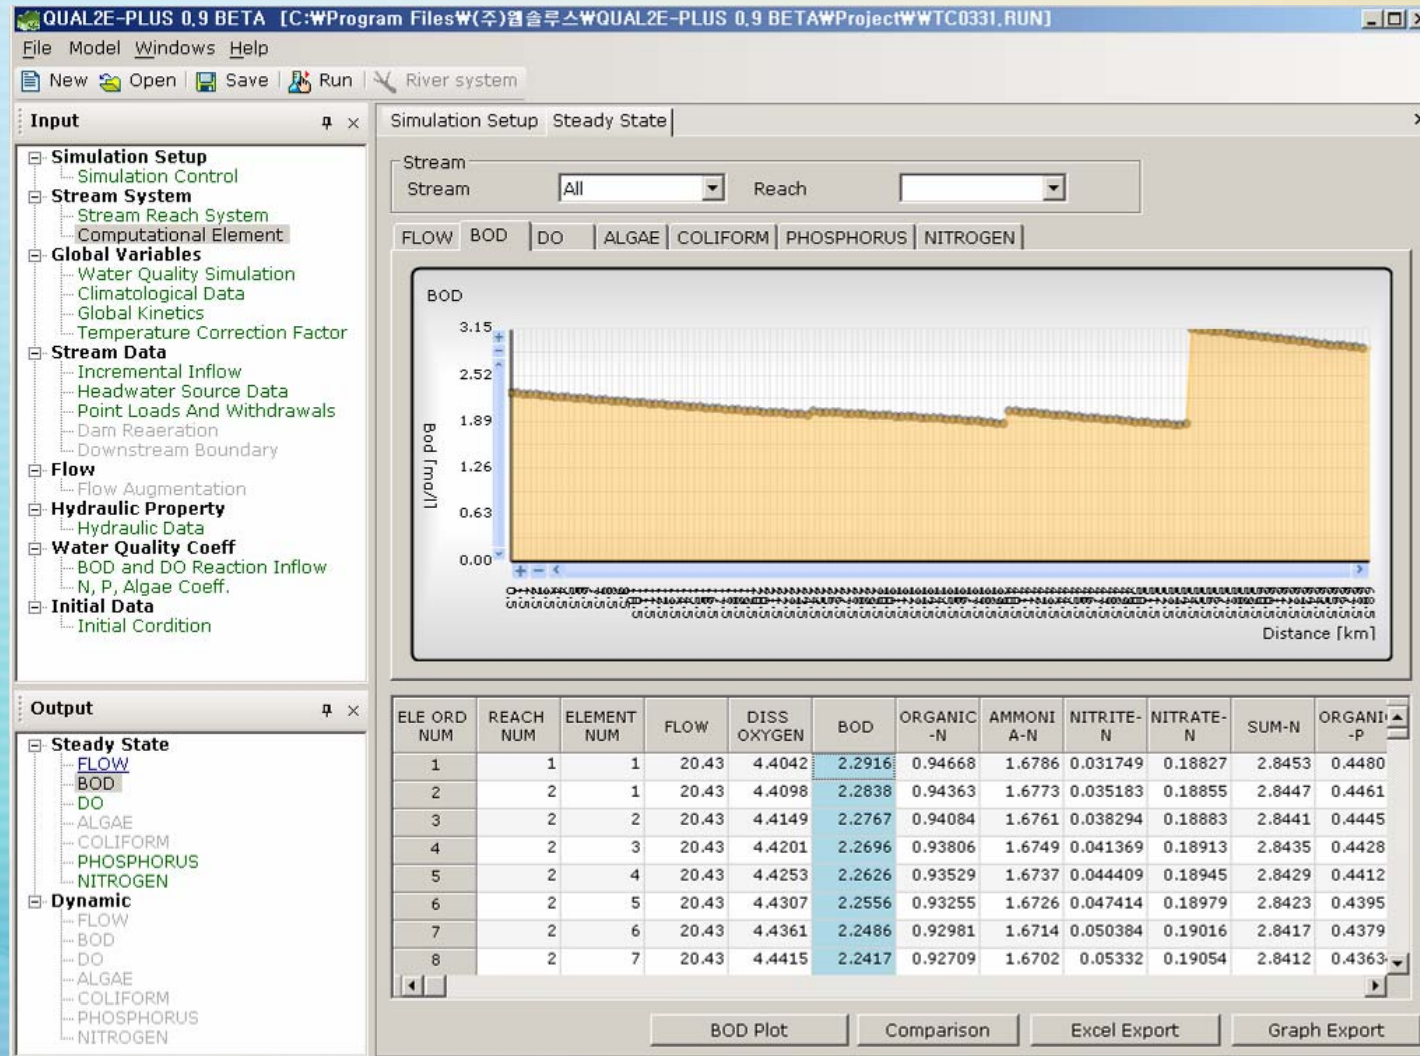 QUAL2E-PLUS 0,9 BETA [C:₩Program Files₩(주)웹솔루스₩QUAL2E-PLUS 0,9 BETA₩Project₩WTC0331,RUN]
File Model Windows Help
New Open Save Run River system
Input
Simulation Setup
Simulation Control
Stream System
Stream Reach System
Computational Element
Global Variables
Water Quality Simulation
Climatological Data
Global Kinetics
Temperature Correction Factor
Stream Data
Incremental Inflow
Headwater Source Data
Point Loads And Withdrawals
Dam Reaeration
Downstream Boundary
Flow
Flow Augmentation
Hydraulic Property
Hydraulic Data
Water Quality Coeff
BOD and DO Reaction Inflow
N, P, Algae Coeff.
Initial Data
Initial Cordition
Output
Steady State
FLOW
BOD
DO
ALGAE
COLIFORM
PHOSPHORUS
NITROGEN
Dynamic
FLOW
BOD
DO
ALGAE
COLIFORM
PHOSPHORUS
NITROGEN
Simulation Setup Steady State
Stream
Stream All Reach
FLOW BOD DO ALGAE COLIFORM PHOSPHORUS NITROGEN
BOD
3.15
2.52
1.89
1.26
0.63
0.00
Bod [mg/l]
Distance [km]
ELE ORD NUM REACH NUM ELEMENT NUM FLOW DISS OXYGEN BOD ORGANIC-N AMMONIA-N NITRITE-N NITRATE-N SUM-N ORGANI-P
1 1 1 20.43 4.4042 2.2916 0.94668 1.6786 0.031749 0.18827 2.8453 0.4480
2 2 1 20.43 4.4098 2.2838 0.94363 1.6773 0.035183 0.18855 2.8447 0.4461
3 2 2 20.43 4.4149 2.2767 0.94084 1.6761 0.038294 0.18883 2.8441 0.4445
4 2 3 20.43 4.4201 2.2696 0.93806 1.6749 0.041369 0.18913 2.8435 0.4428
5 2 4 20.43 4.4253 2.2626 0.93529 1.6737 0.044409 0.18945 2.8429 0.4412
6 2 5 20.43 4.4307 2.2556 0.93255 1.6726 0.047414 0.18979 2.8423 0.4395
7 2 6 20.43 4.4361 2.2486 0.92981 1.6714 0.050384 0.19016 2.8417 0.4379
8 2 7 20.43 4.4415 2.2417 0.92709 1.6702 0.05332 0.19054 2.8412 0.4363
BOD Plot Comparison Excel Export Graph Export